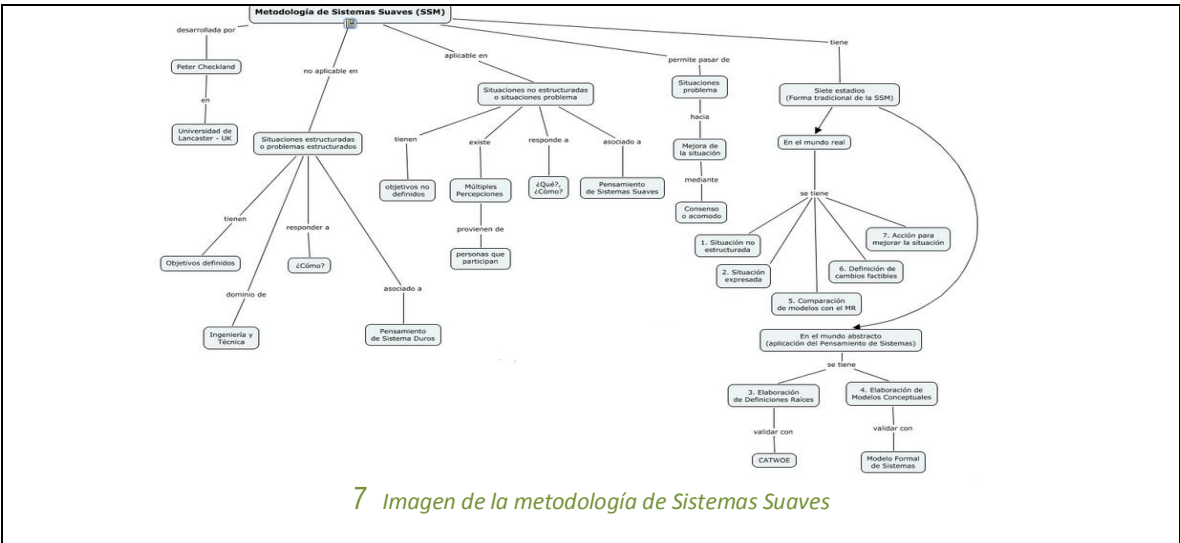 Metodología de Sistemas Suaves (SSM)
desarrollada por
Peter Checkland
en
Universidad de
Lancaster - UK
no aplicable en
Situaciones estructuradas
o problemas estructurados
tienen
Objetivos definidos
dominio de
Ingeniería y
Técnica
responder a
¿Cómo?
asociado a
Pensamiento
de Sistema Duros
aplicable en
Situaciones no estructuradas
o situaciones problema
tienen
objetivos no
definidos
existe
Múltiples
Percepciones
provienen de
personas que
participan
responde a
¿Qué?,
¿Cómo?
asociado a
Pensamiento
de Sistemas Suaves
permite pasar de
Situaciones
problema
hacia
Mejora de
la situación
mediante
Consenso
o acomodo
tiene
Siete estadios
(Forma tradicional de la SSM)
En el mundo real
se tiene
1. Situación no
estructurada
2. Situación
expresada
5. Comparación
de modelos con el MR
6. Definición de
cambios factibles
7. Acción para
mejorar la situación
En el mundo abstracto
(aplicación del Pensamiento de Sistemas)
se tiene
3. Elaboración
de Definiciones Raíces
validar con
CATWOE
4. Elaboración de
Modelos Conceptuales
validar con
Modelo Formal
de Sistemas
7 Imagen de la metodología de Sistemas Suaves